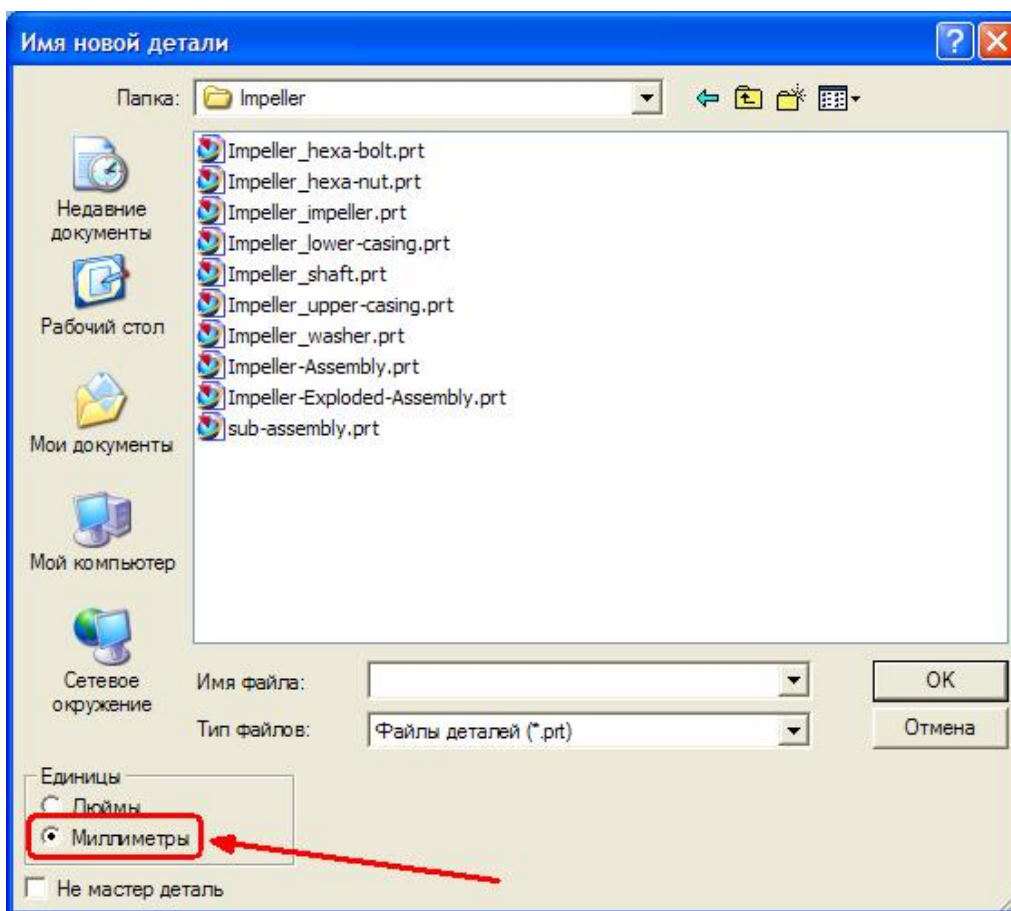 Имя новой детали
Папка: Impeller
Impeller_hexa-bolt.prt
Impeller_hexa-nut.prt
Impeller_impeller.prt
Impeller_lower-casing.prt
Impeller_shaft.prt
Impeller_upper-casing.prt
Impeller_washer.prt
Impeller-Assembly.prt
Impeller-Exploded-Assembly.prt
sub-assembly.prt
Недавние
документы
Рабочий стол
Мои документы
Мой компьютер
Сетевое
окружение
Имя файла:
OK
Тип файлов: Файлы деталей (*.prt)
Отмена
Единицы
Дюймы
Миллиметры
Не мастер деталь